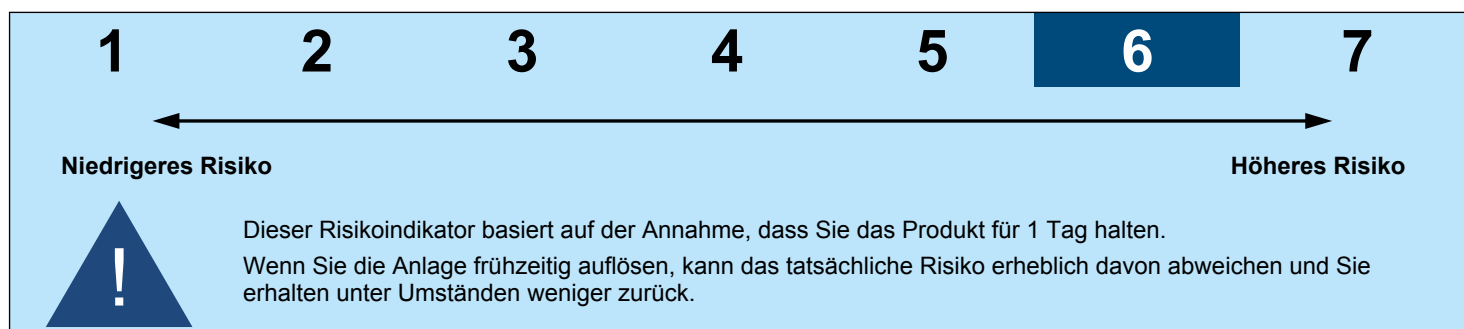 1 2 3 4 5 6 7
Niedrigeres Risiko Höheres Risiko
!
Dieser Risikoindikator basiert auf der Annahme, dass Sie das Produkt für 1 Tag halten.
Wenn Sie die Anlage frühzeitig auflösen, kann das tatsächliche Risiko erheblich davon abweichen und Sie
erhalten unter Umständen weniger zurück.